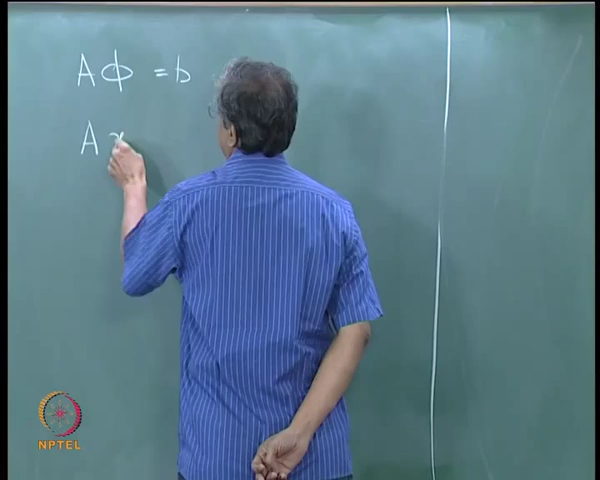 Aϕ = b
A
NPTEL